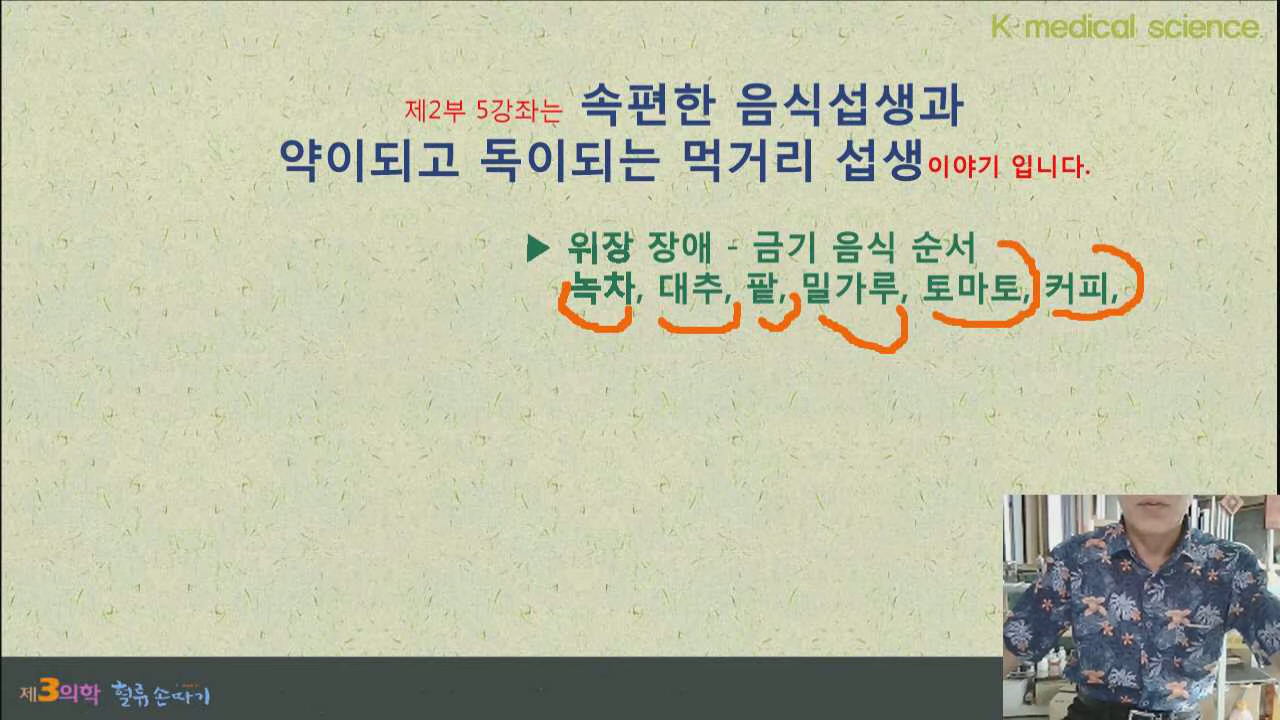 K medical science
제2부 5강좌는 속편한 음식섭생과
약이되고 독이되는 먹거리 섭생이야기 입니다.
▶ 위장 장애 - 금기 음식 순서
녹차, 대추, 팥, 밀가루, 토마토, 커피,
제3의학 혈류손따기